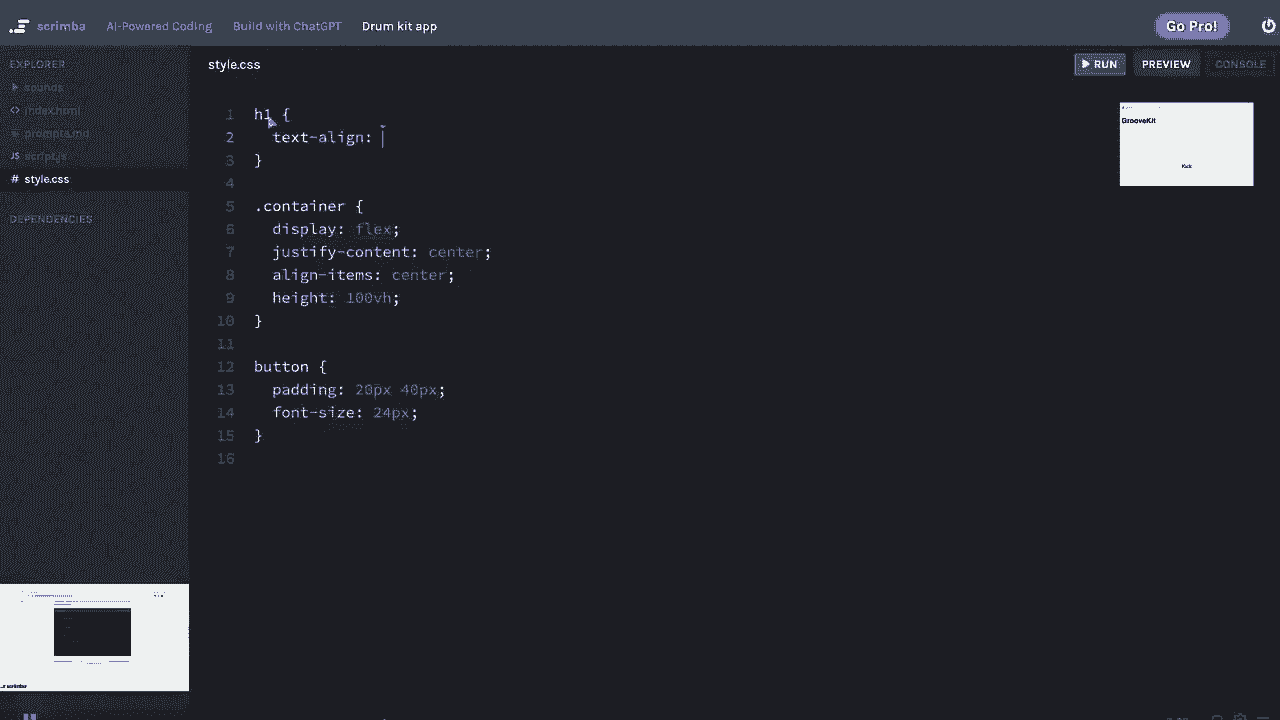 scrimba AI-Powered Coding Build with ChatGPT Drum kit app Go Pro!
EXPLORER
sounds
index.html
prompts.md
JS script.js
# style.css
DEPENDENCIES
style.css
RUN PREVIEW CONSOLE
1 h1 {
2 text-align:
3 }
4
5 .container {
6 display: flex;
7 justify-content: center;
8 align-items: center;
9 height: 100vh;
10 }
11
12 button {
13 padding: 20px 40px;
14 font-size: 24px;
15 }
16
GrooveKit
Kick
scrimba